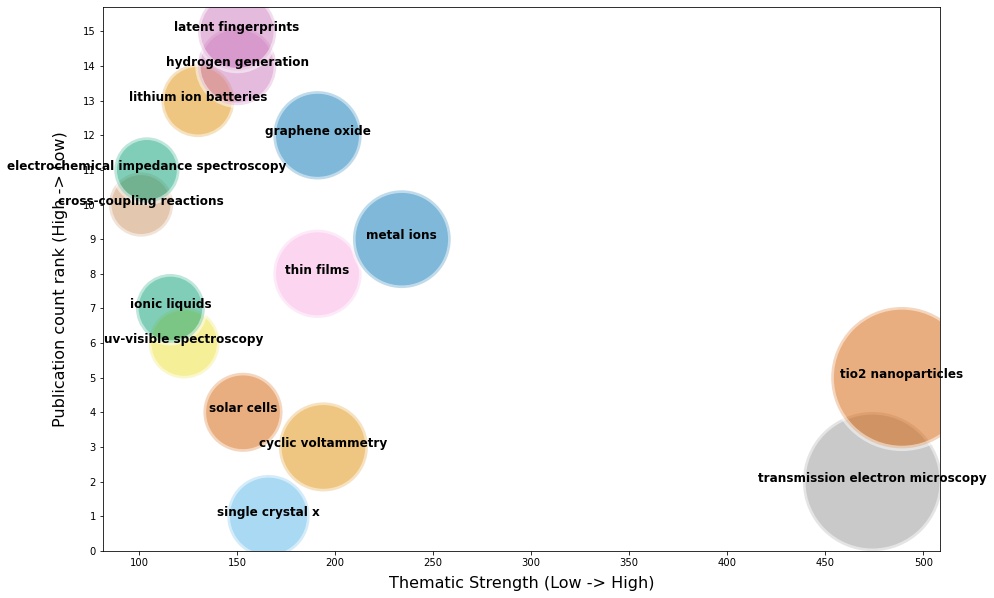 15
latent fingerprints
14
hydrogen generation
13
lithium ion batteries
12
graphene oxide
11
electrochemical impedance spectroscopy
10
cross-coupling reactions
9
metal ions
8
thin films
7
ionic liquids
6
uv-visible spectroscopy
5
tio2 nanoparticles
4
solar cells
3
cyclic voltammetry
2
transmission electron microscopy
1
single crystal x
0
Publication count rank (High -> Low)
100 150 200 250 300 350 400 450 500
Thematic Strength (Low -> High)